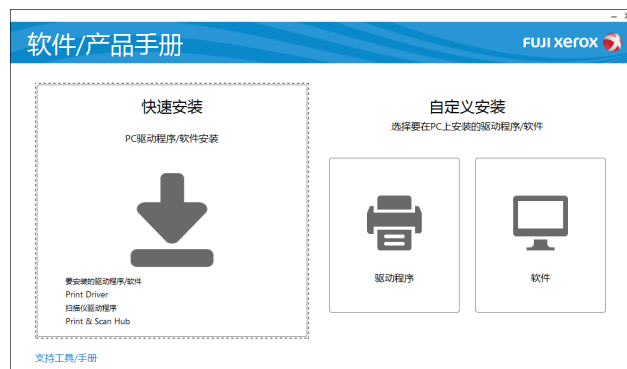 软件/产品手册
FUJI xerox
快速安装
PC驱动程序/软件安装
要安装的驱动程序/软件
Print Driver
扫描仪驱动程序
Print & Scan Hub
自定义安装
选择要在PC上安装的驱动程序/软件
驱动程序
软件
支持工具/手册